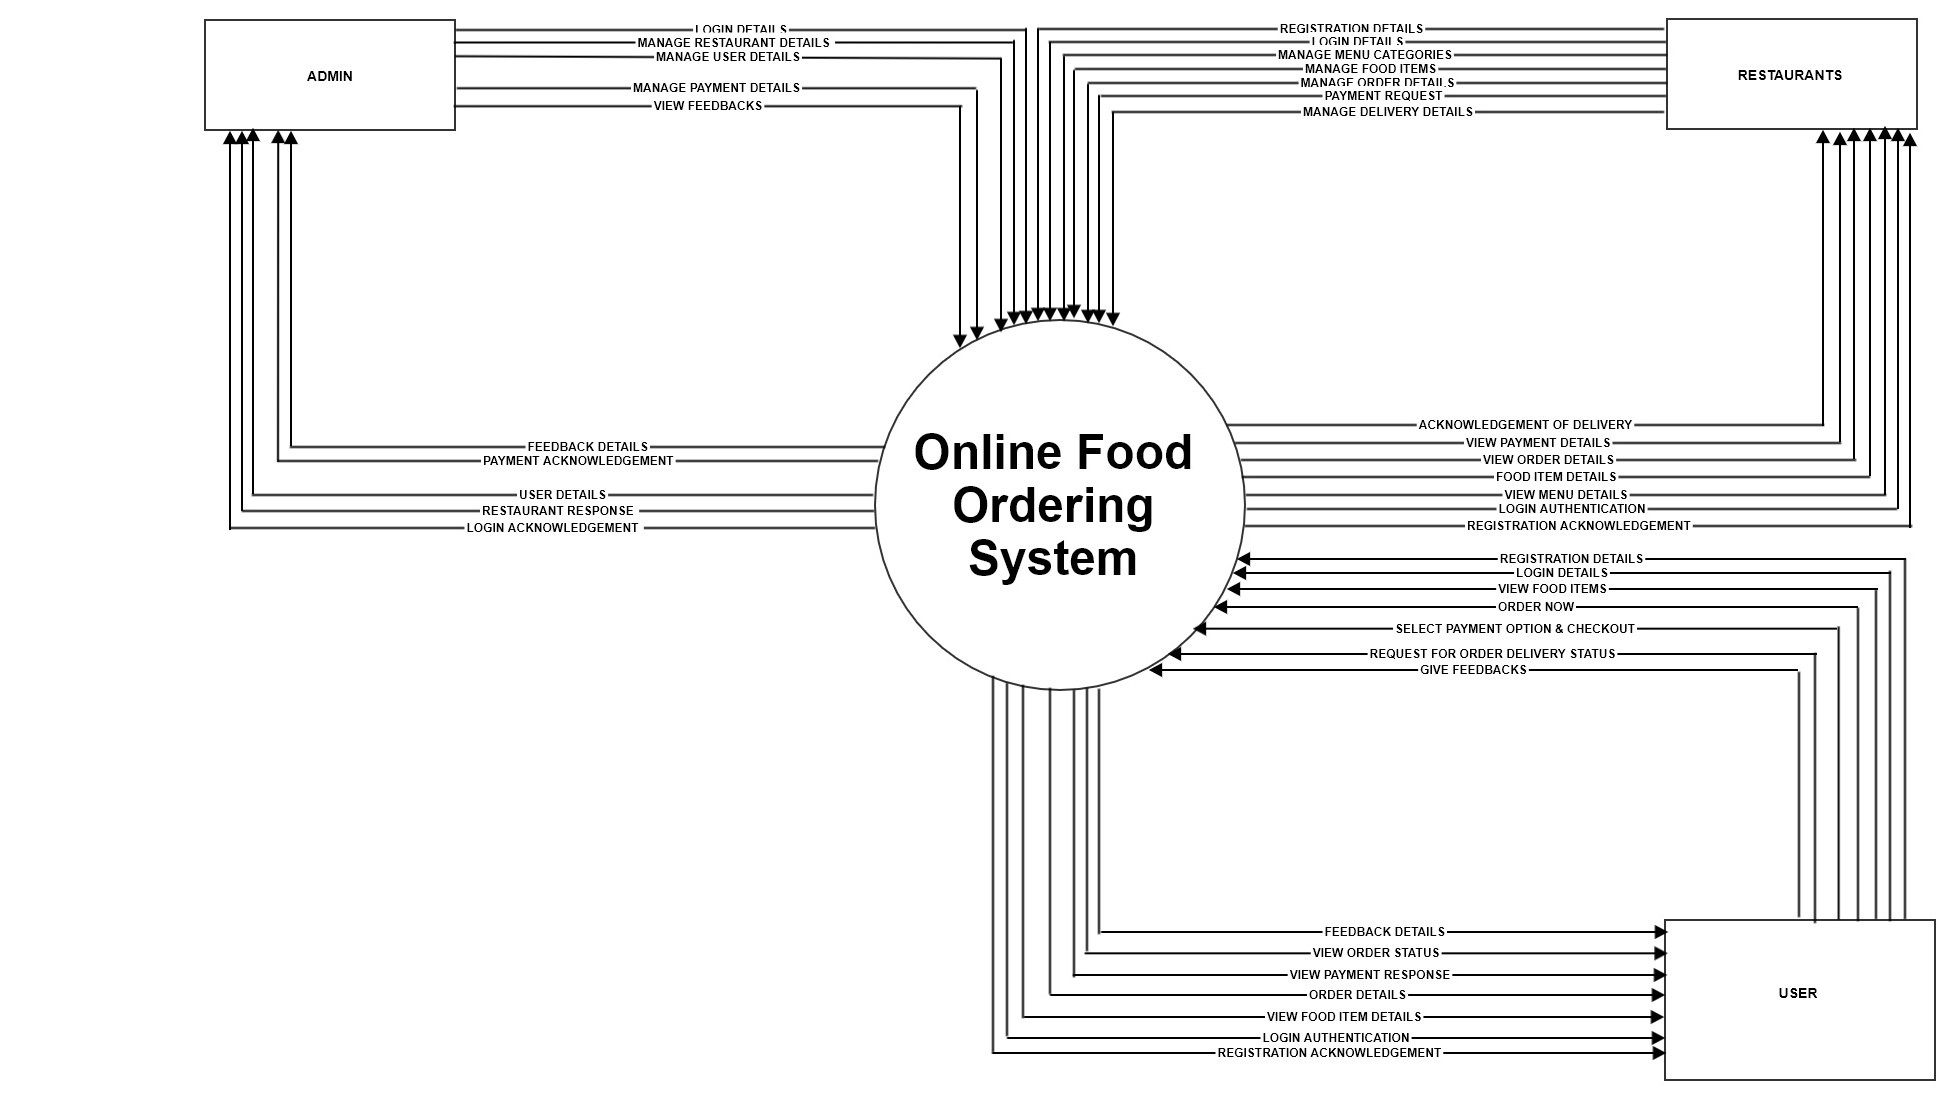 ADMIN
LOGIN DETAILS
MANAGE RESTAURANT DETAILS
MANAGE USER DETAILS
MANAGE PAYMENT DETAILS
VIEW FEEDBACKS
REGISTRATION DETAILS
LOGIN DETAILS
MANAGE MENU CATEGORIES
MANAGE FOOD ITEMS
MANAGE ORDER DETAILS
PAYMENT REQUEST
MANAGE DELIVERY DETAILS
RESTAURANTS
FEEDBACK DETAILS
PAYMENT ACKNOWLEDGEMENT
USER DETAILS
RESTAURANT RESPONSE
LOGIN ACKNOWLEDGEMENT
Online Food
Ordering
System
ACKNOWLEDGEMENT OF DELIVERY
VIEW PAYMENT DETAILS
VIEW ORDER DETAILS
FOOD ITEM DETAILS
VIEW MENU DETAILS
LOGIN AUTHENTICATION
REGISTRATION ACKNOWLEDGEMENT
REGISTRATION DETAILS
LOGIN DETAILS
VIEW FOOD ITEMS
ORDER NOW
SELECT PAYMENT OPTION & CHECKOUT
REQUEST FOR ORDER DELIVERY STATUS
GIVE FEEDBACKS
FEEDBACK DETAILS
VIEW ORDER STATUS
VIEW PAYMENT RESPONSE
ORDER DETAILS
VIEW FOOD ITEM DETAILS
LOGIN AUTHENTICATION
REGISTRATION ACKNOWLEDGEMENT
USER